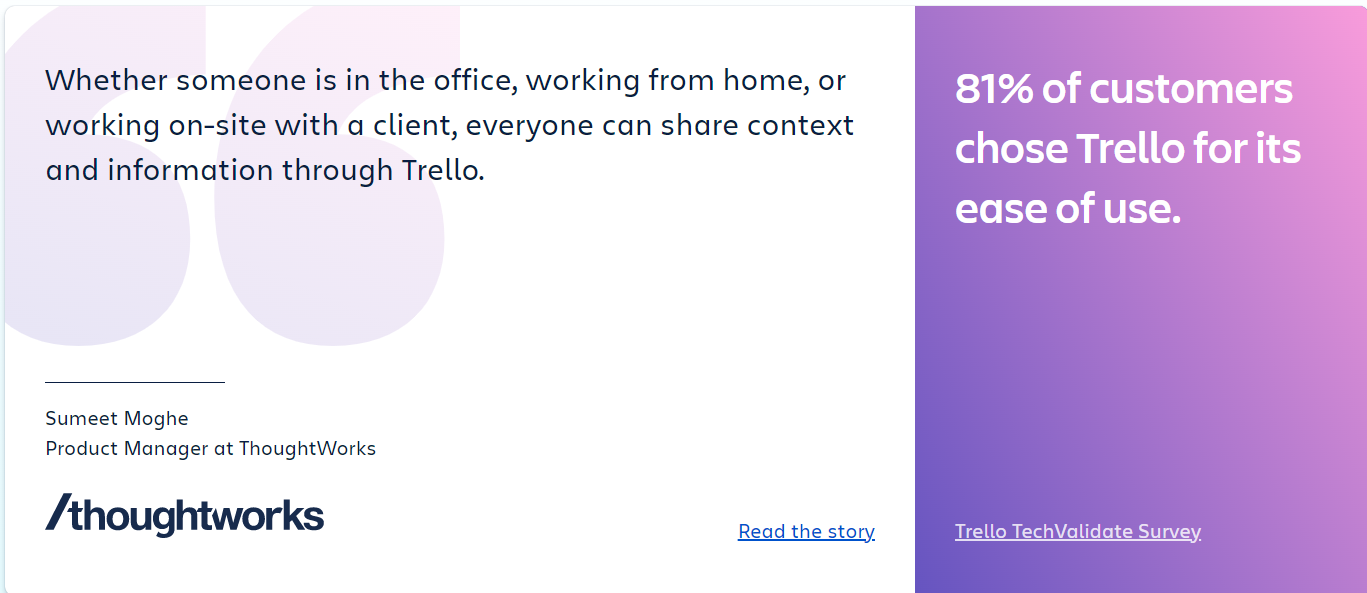 Whether someone is in the office, working from home, or
working on-site with a client, everyone can share context
and information through Trello.
Sumeet Moghe
Product Manager at ThoughtWorks
/thoughtworks
Read the story
81% of customers
chose Trello for its
ease of use.
Trello TechValidate Survey